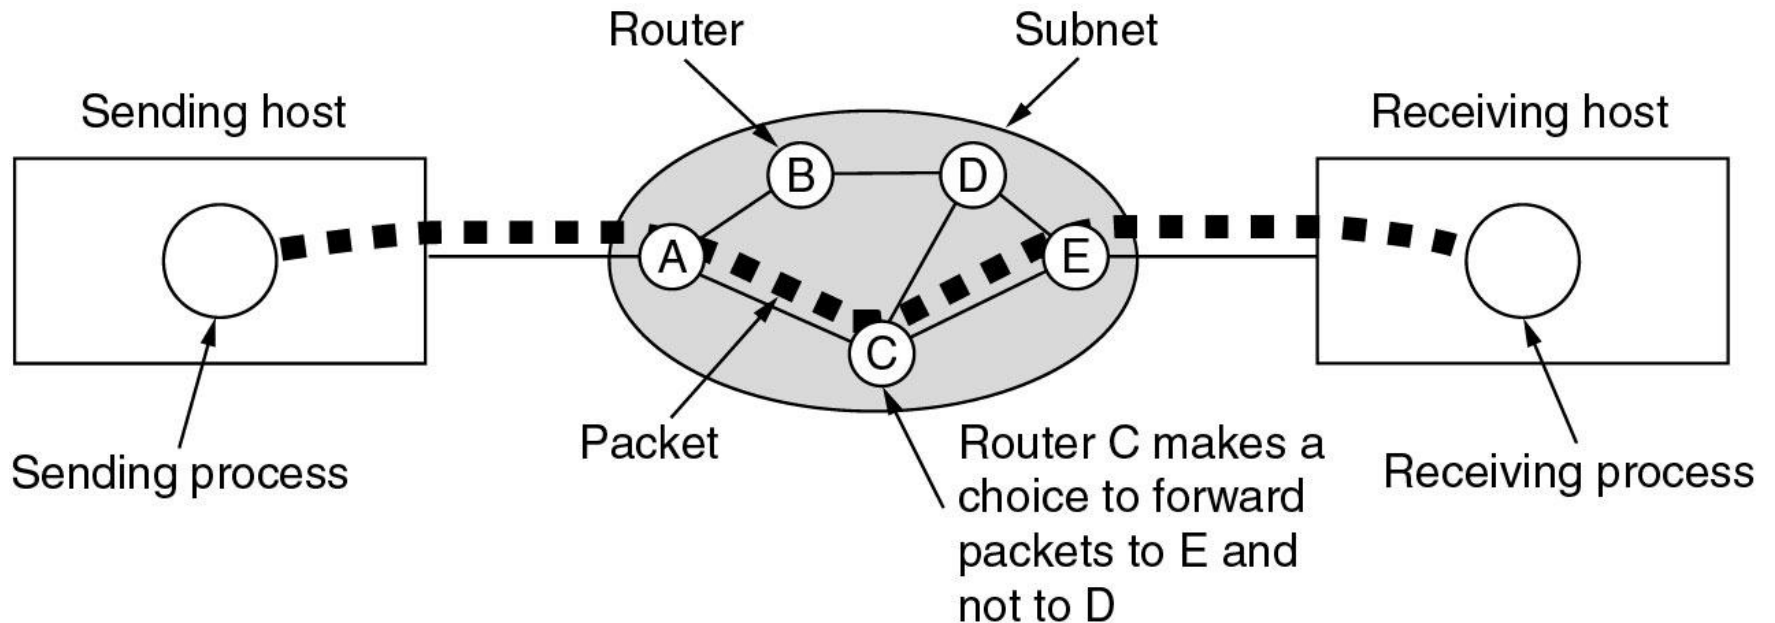 Router
Subnet
Sending host
Receiving host
B
D
A
E
C
Packet
Sending process
Router C makes a
choice to forward
packets to E and
not to D
Receiving process